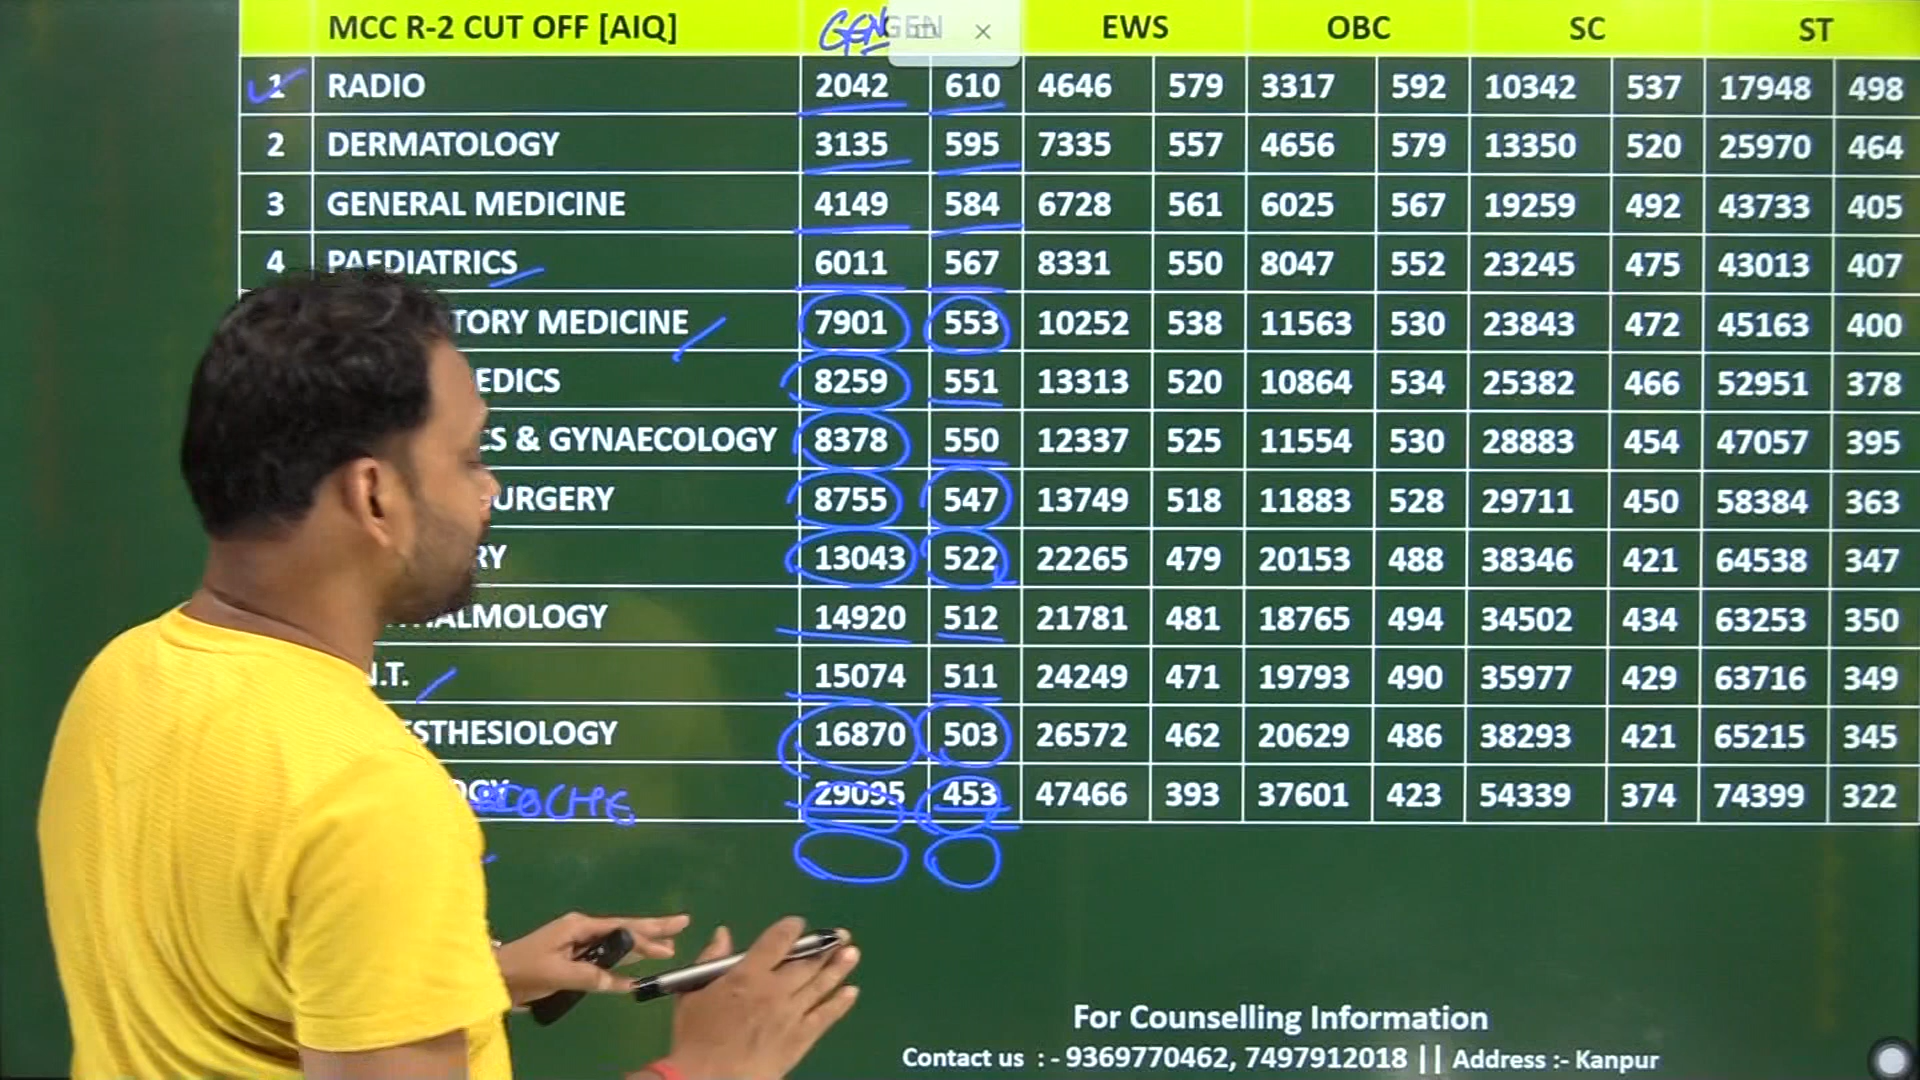 MCC R-2 CUT OFF [AIQ] GEN GEN EWS OBC SC ST
1 RADIO 2042 610 4646 579 3317 592 10342 537 17948 498
2 DERMATOLOGY 3135 595 7335 557 4656 579 13350 520 25970 464
3 GENERAL MEDICINE 4149 584 6728 561 6025 567 19259 492 43733 405
4 PAEDIATRICS 6011 567 8331 550 8047 552 23245 475 43013 407
TORY MEDICINE 7901 553 10252 538 11563 530 23843 472 45163 400
EDICS 8259 551 13313 520 10864 534 25382 466 52951 378
CS & GYNAECOLOGY 8378 550 12337 525 11554 530 28883 454 47057 395
URGERY 8755 547 13749 518 11883 528 29711 450 58384 363
RY 13043 522 22265 479 20153 488 38346 421 64538 347
ALMOLOGY 14920 512 21781 481 18765 494 34502 434 63253 350
N.T. 15074 511 24249 471 19793 490 35977 429 63716 349
STHESIOLOGY 16870 503 26572 462 20629 486 38293 421 65215 345
OGY 29095 453 47466 393 37601 423 54339 374 74399 322
For Counselling Information
Contact us : - 9369770462, 7497912018 || Address :- Kanpur